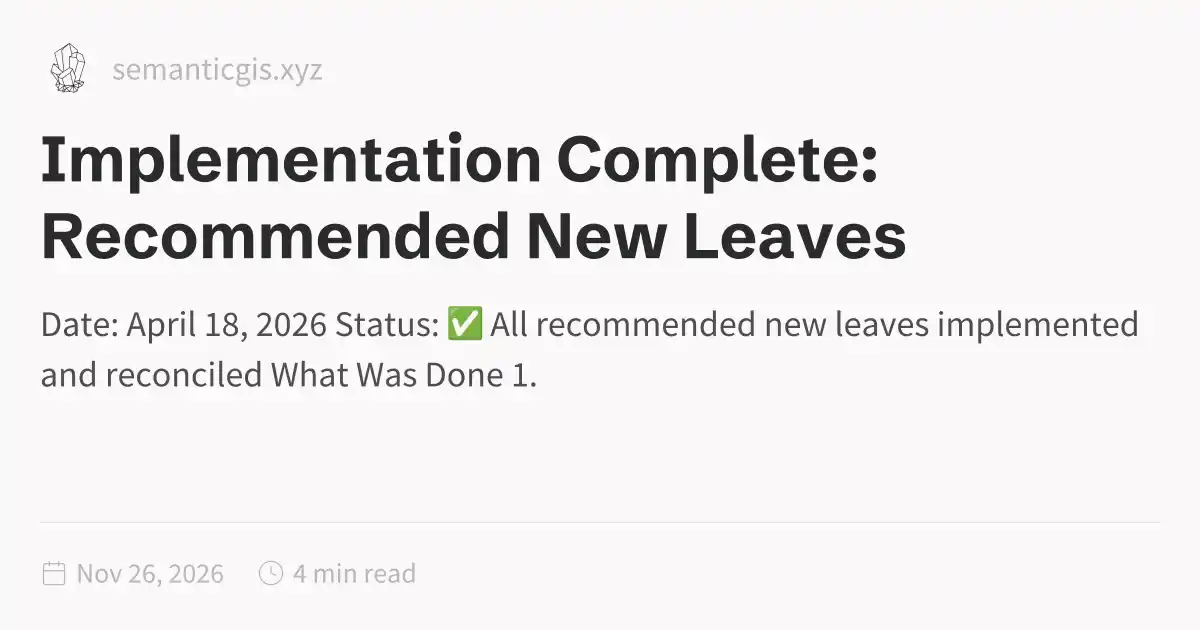 semanticgis.xyz
Implementation Complete:
Recommended New Leaves
Date: April 18, 2026 Status: ✅ All recommended new leaves implemented
and reconciled What Was Done 1.
Nov 26, 2026 4 min read